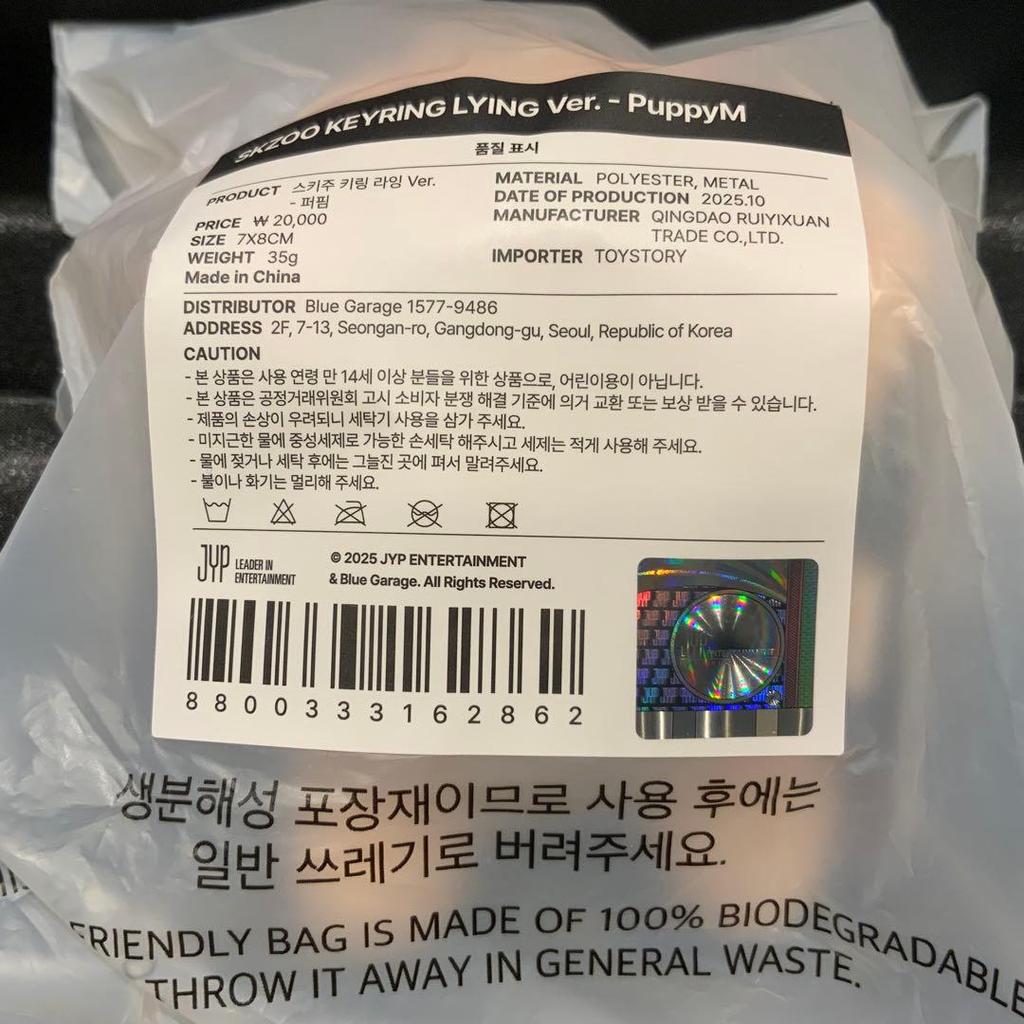 SKZOO KEYRING LYING Ver. - PuppyM
품질 표시
PRODUCT 스키주 키링 라잉 Ver.
- 퍼핌
PRICE ₩ 20,000
SIZE 7X8CM
WEIGHT 35g
Made in China
MATERIAL POLYESTER, METAL
DATE OF PRODUCTION 2025.10
MANUFACTURER QINGDAO RUIYIXUAN
TRADE CO.,LTD.
IMPORTER TOYSTORY
DISTRIBUTOR Blue Garage 1577-9486
ADDRESS 2F, 7-13, Seongan-ro, Gangdong-gu, Seoul, Republic of Korea
CAUTION
- 본 상품은 사용 연령 만 14세 이상 분들을 위한 상품으로, 어린이용이 아닙니다.
- 본 상품은 공정거래위원회 고시 소비자 분쟁 해결 기준에 의거 교환 또는 보상 받을 수 있습니다.
- 제품의 손상이 우려되니 세탁기 사용을 삼가 주세요.
- 미지근한 물에 중성세제로 가능한 손세탁 해주시고 세제는 적게 사용해 주세요.
- 물에 젖거나 세탁 후에는 그늘진 곳에 펴서 말려주세요.
- 불이나 화기는 멀리해 주세요.
JYP LEADER IN
ENTERTAINMENT
© 2025 JYP ENTERTAINMENT
& Blue Garage. All Rights Reserved.
8800333162862
생분해성 포장재이므로 사용 후에는
일반 쓰레기로 버려주세요.
FRIENDLY BAG IS MADE OF 100% BIODEGRADABLE
THROW IT AWAY IN GENERAL WASTE.